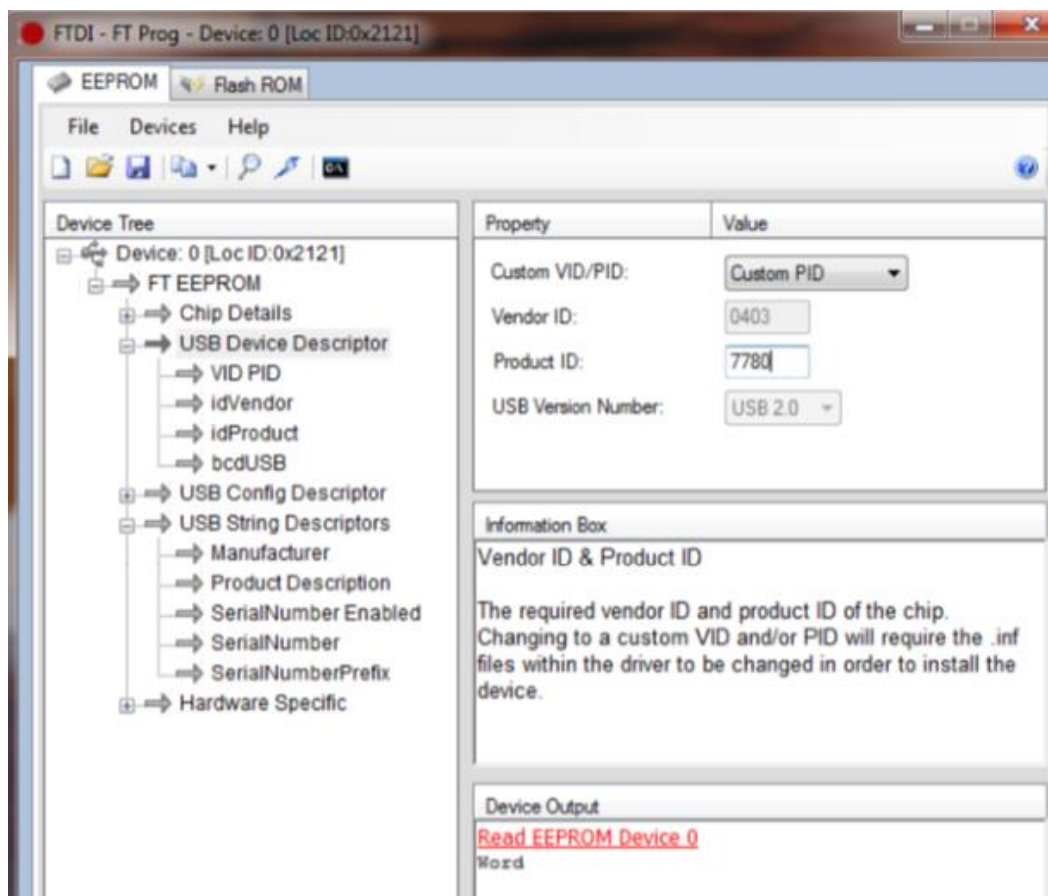 FTDI - FT Prog - Device: 0 [Loc ID:0x2121]
EEPROM
Flash ROM
File Devices Help
Device Tree
Device: 0 [Loc ID:0x2121]
FT EEPROM
Chip Details
USB Device Descriptor
VID PID
idVendor
idProduct
bcdUSB
USB Config Descriptor
USB String Descriptors
Manufacturer
Product Description
SerialNumber Enabled
SerialNumber
SerialNumberPrefix
Hardware Specific
Property Value
Custom VID/PID: Custom PID
Vendor ID: 0403
Product ID: 7780
USB Version Number: USB 2.0
Information Box
Vendor ID & Product ID
The required vendor ID and product ID of the chip.
Changing to a custom VID and/or PID will require the .inf
files within the driver to be changed in order to install the
device.
Device Output
Read EEPROM Device 0
Word